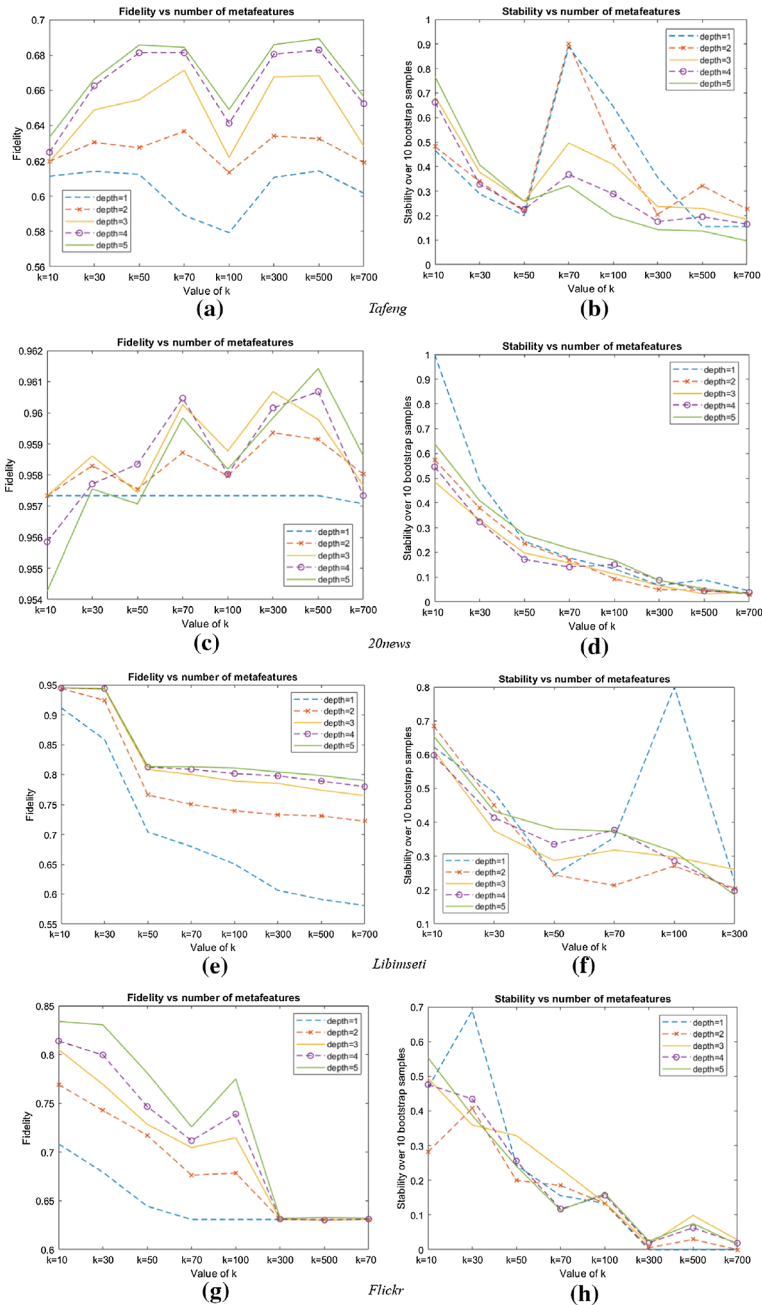 Fidelity vs number of metafeatures
0.7
0.68
0.66
0.64
0.62
0.6
0.58
0.56
Fidelity
depth=1
depth=2
depth=3
depth=4
depth=5
k=10 k=30 k=50 k=70 k=100 k=300 k=500 k=700
Value of k
(a)
Stability vs number of metafeatures
1
0.9
0.8
0.7
0.6
0.5
0.4
0.3
0.2
0.1
0
Stability over 10 bootstrap samples
depth=1
depth=2
depth=3
depth=4
depth=5
k=10 k=30 k=50 k=70 k=100 k=300 k=500 k=700
Value of k
(b)
Tafeng
Fidelity vs number of metafeatures
0.962
0.961
0.96
0.959
0.958
0.957
0.956
0.955
0.954
Fidelity
depth=1
depth=2
depth=3
depth=4
depth=5
k=10 k=30 k=50 k=70 k=100 k=300 k=500 k=700
Value of k
(c)
Stability vs number of metafeatures
1
0.9
0.8
0.7
0.6
0.5
0.4
0.3
0.2
0.1
0
Stability over 10 bootstrap samples
depth=1
depth=2
depth=3
depth=4
depth=5
k=10 k=30 k=50 k=70 k=100 k=300 k=500 k=700
Value of k
(d)
20news
Fidelity vs number of metafeatures
0.95
0.9
0.85
0.8
0.75
0.7
0.65
0.6
0.55
Fidelity
depth=1
depth=2
depth=3
depth=4
depth=5
k=10 k=30 k=50 k=70 k=100 k=300 k=500 k=700
Value of k
(e)
Stability vs number of metafeatures
0.8
0.7
0.6
0.5
0.4
0.3
0.2
0.1
Stability over 10 bootstrap samples
depth=1
depth=2
depth=3
depth=4
depth=5
k=10 k=30 k=50 k=70 k=100 k=300
Value of k
(f)
Libimseti
Fidelity vs number of metafeatures
0.85
0.8
0.75
0.7
0.65
0.6
Fidelity
depth=1
depth=2
depth=3
depth=4
depth=5
k=10 k=30 k=50 k=70 k=100 k=300 k=500 k=70
Value of k
(g)
Stability vs number of metafeatures
0.7
0.6
0.5
0.4
0.3
0.2
0.1
0
Stability over 10 bootstrap samples
depth=1
depth=2
depth=3
depth=4
depth=5
k=10 k=30 k=50 k=70 k=100 k=300 k=500 k=700
Value of k
(h)
Flickr